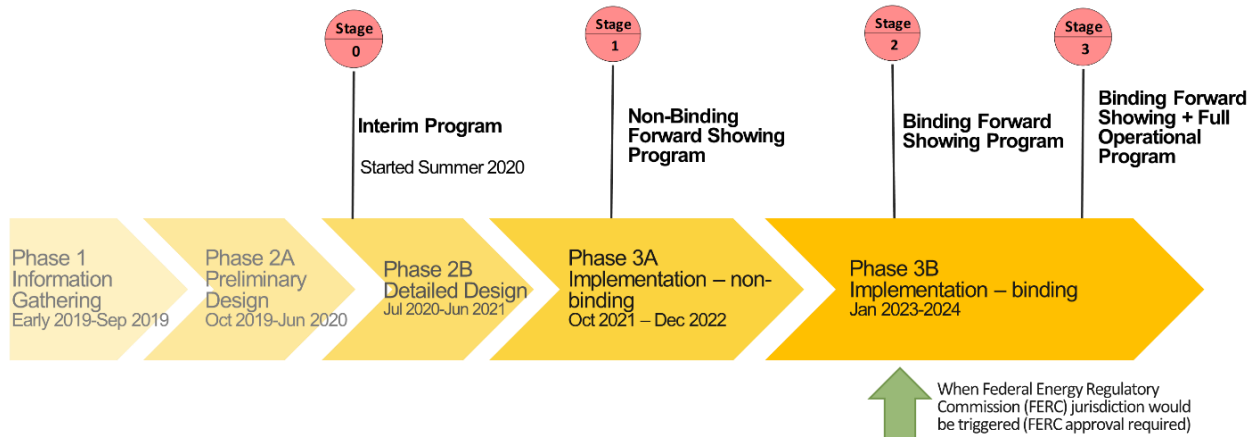 Stage
0
Stage
1
Stage
2
Stage
3
Interim Program
Started Summer 2020
Non-Binding
Forward Showing
Program
Binding Forward
Showing Program
Binding Forward
Showing + Full
Operational
Program
Phase 1
Information
Gathering
Early 2019-Sep 2019
Phase 2A
Preliminary
Design
Oct 2019-Jun 2020
Phase 2B
Detailed Design
Jul 2020-Jun 2021
Phase 3A
Implementation – non-
binding
Oct 2021 – Dec 2022
Phase 3B
Implementation – binding
Jan 2023-2024
When Federal Energy Regulatory
Commission (FERC) jurisdiction would
be triggered (FERC approval required)